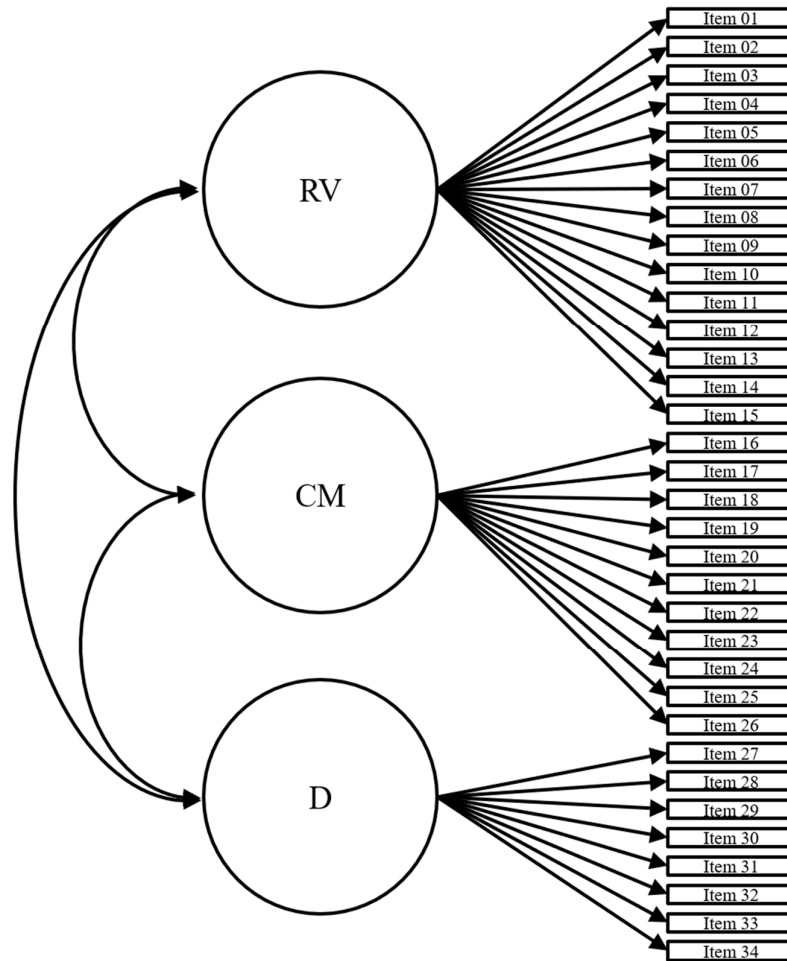 RV
CM
D
Item 01
Item 02
Item 03
Item 04
Item 05
Item 06
Item 07
Item 08
Item 09
Item 10
Item 11
Item 12
Item 13
Item 14
Item 15
Item 16
Item 17
Item 18
Item 19
Item 20
Item 21
Item 22
Item 23
Item 24
Item 25
Item 26
Item 27
Item 28
Item 29
Item 30
Item 31
Item 32
Item 33
Item 34